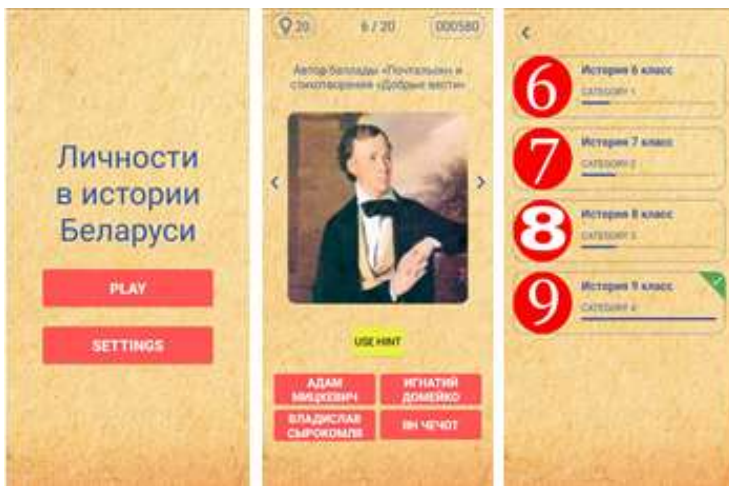 Личности
в истории
Беларуси
PLAY
SETTINGS
20
6 / 20
000580
Автор баллады «Почтальон» и
стихотворения «Добрые вести»
USE HINT
АДАМ
МИЦКЕВИЧ
ИГНАТИЙ
ДОМЕЙКО
ВЛАДИСЛАВ
СЫРОКОМЛЯ
ЯН ЧЕЧОТ
6
История 6 класс
CATEGORY 1
7
История 7 класс
CATEGORY 2
8
История 8 класс
CATEGORY 3
9
История 9 класс
CATEGORY 4